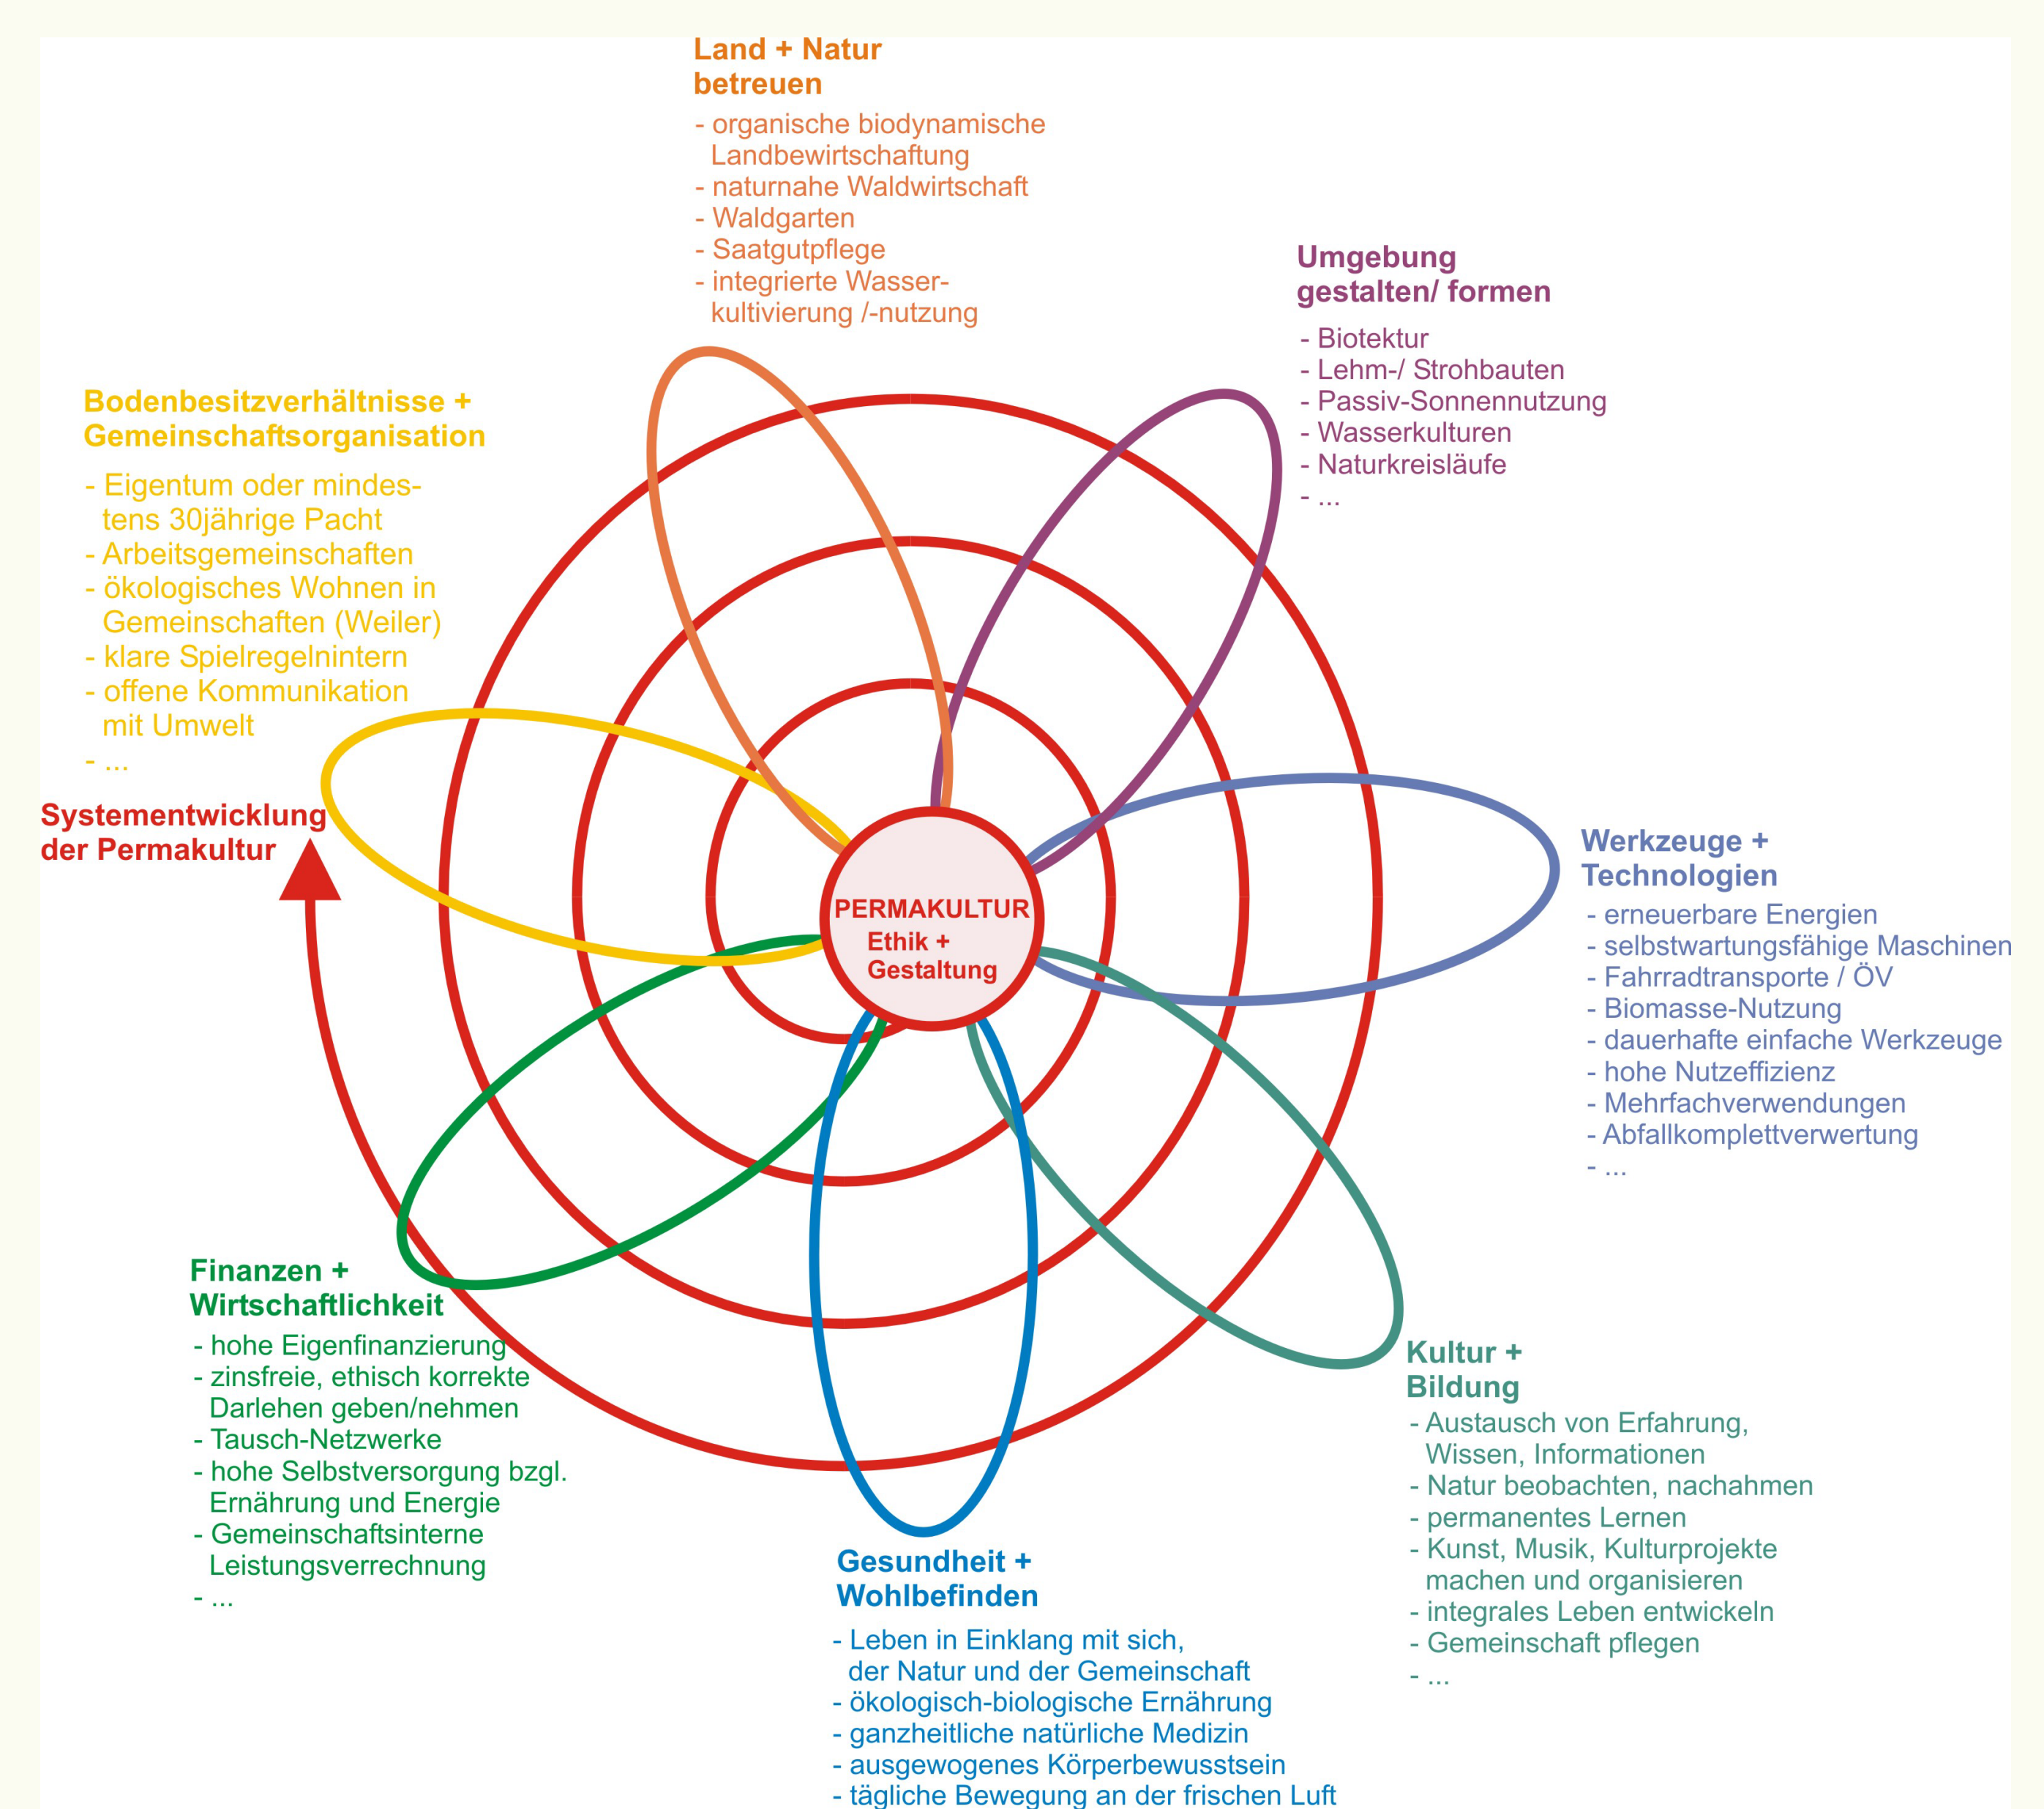 Land + Natur
betreuen
- organische biodynamische
Landbewirtschaftung
- naturnahe Waldwirtschaft
- Waldgarten
- Saatgutpflege
- integrierte Wasser-
kultivierung /-nutzung
Umgebung
gestalten/ formen
- Biotektur
- Lehm-/ Strohbauten
- Passiv-Sonnennutzung
- Wasserkulturen
- Naturkreisläufe
- ...
Bodenbesitzverhältnisse +
Gemeinschaftsorganisation
- Eigentum oder mindes-
tens 30jährige Pacht
- Arbeitsgemeinschaften
- ökologisches Wohnen in
Gemeinschaften (Weiler)
- klare Spielregelnintern
- offene Kommunikation
mit Umwelt
- ...
Systementwicklung
der Permakultur
PERMAKULTUR
Ethik +
Gestaltung
Werkzeuge +
Technologien
- erneuerbare Energien
- selbstwartungsfähige Maschinen
- Fahrradtransporte / ÖV
- Biomasse-Nutzung
- dauerhafte einfache Werkzeuge
- hohe Nutzeffizienz
- Mehrfachverwendungen
- Abfallkomplettverwertung
- ...
Finanzen +
Wirtschaftlichkeit
- hohe Eigenfinanzierung
- zinsfreie, ethisch korrekte
Darlehen geben/nehmen
- Tausch-Netzwerke
- hohe Selbstversorgung bzgl.
Ernährung und Energie
- Gemeinschaftsinterne
Leistungsverrechnung
- ...
Kultur +
Bildung
- Austausch von Erfahrung,
Wissen, Informationen
- Natur beobachten, nachahmen
- permanentes Lernen
- Kunst, Musik, Kulturprojekte
machen und organisieren
- integrales Leben entwickeln
- Gemeinschaft pflegen
- ...
Gesundheit +
Wohlbefinden
- Leben in Einklang mit sich,
der Natur und der Gemeinschaft
- ökologisch-biologische Ernährung
- ganzheitliche natürliche Medizin
- ausgewogenes Körperbewusstsein
- tägliche Bewegung an der frischen Luft